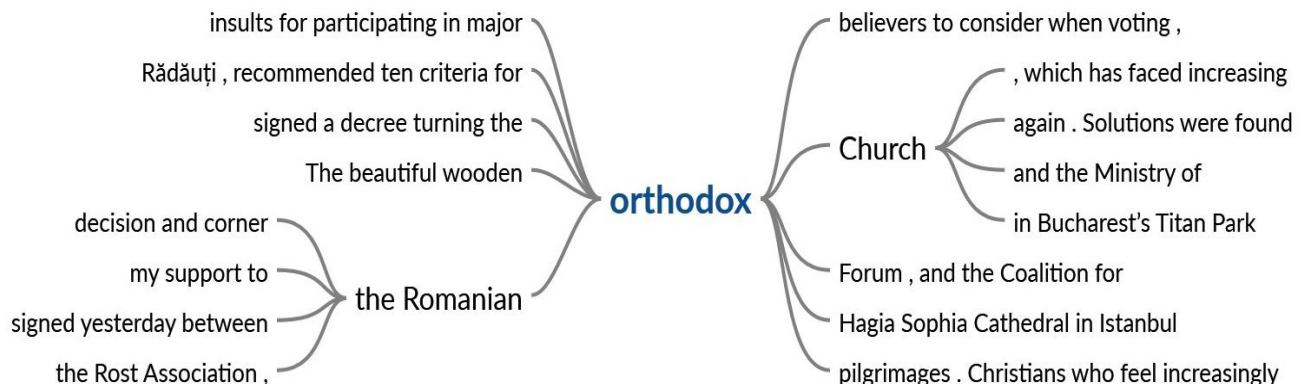 insults for participating in major
Rădăuți , recommended ten criteria for
signed a decree turning the
The beautiful wooden
decision and corner
my support to
signed yesterday between
the Rost Association ,
the Romanian
orthodox
believers to consider when voting ,
Church
, which has faced increasing
again . Solutions were found
and the Ministry of
in Bucharest’s Titan Park
Forum , and the Coalition for
Hagia Sophia Cathedral in Istanbul
pilgrimages . Christians who feel increasingly